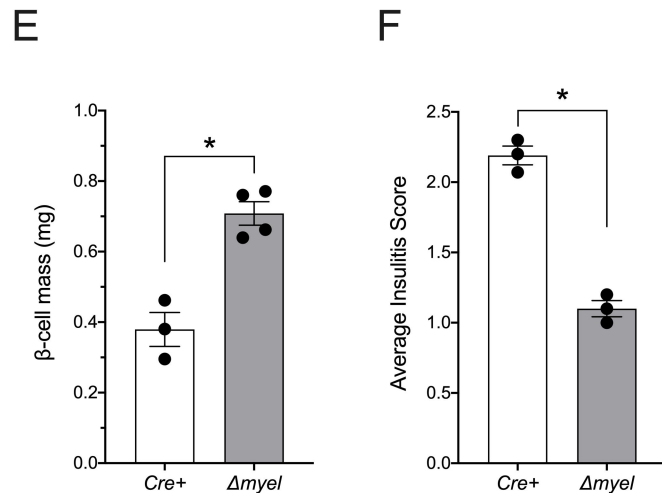 E
β-cell mass (mg)
1.0
0.8
0.6
0.4
0.2
0.0
*
Cre+ Δmyel
F
Average Insulitis Score
2.5
2.0
1.5
1.0
0.5
0.0
*
Cre+ Δmyel